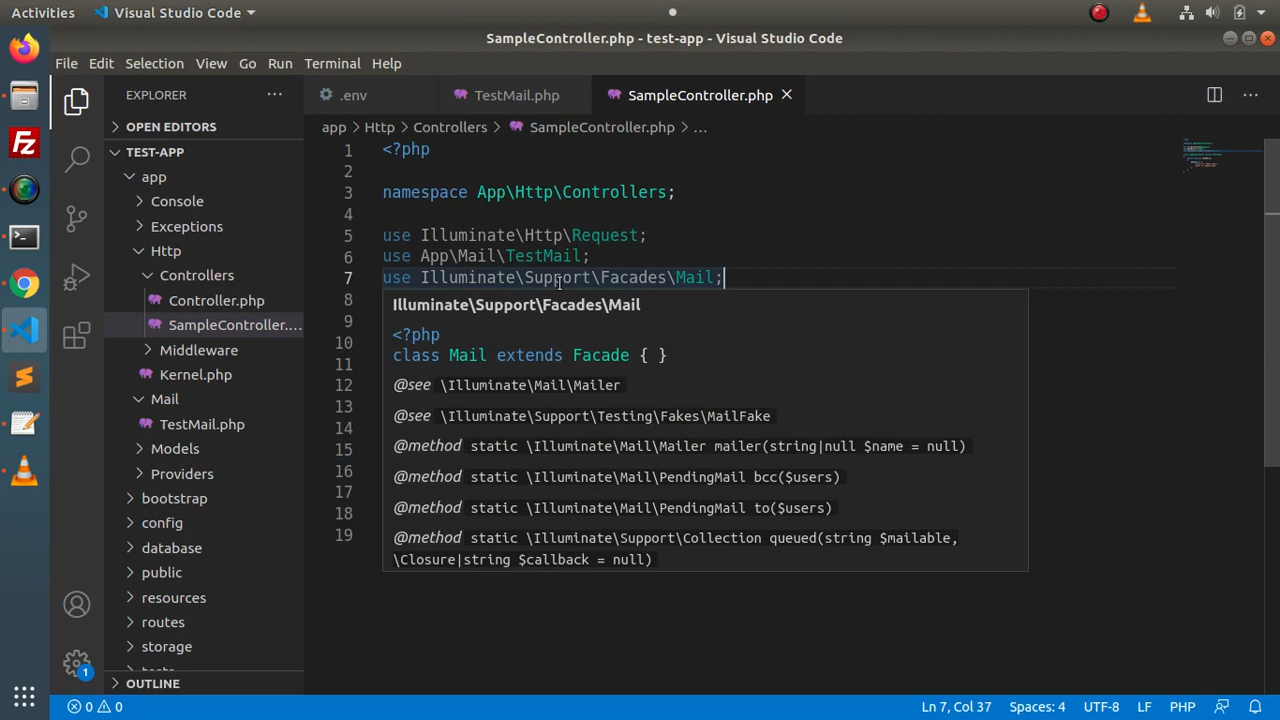 Activities
Visual Studio Code
SampleController.php - test-app - Visual Studio Code
File Edit Selection View Go Run Terminal Help
EXPLORER
OPEN EDITORS
TEST-APP
app
Console
Exceptions
Http
Controllers
Controller.php
SampleController....
Middleware
Kernel.php
Mail
TestMail.php
Models
Providers
bootstrap
config
database
public
resources
routes
storage
OUTLINE
.env
TestMail.php
SampleController.php
app > Http > Controllers > SampleController.php > ...
1 <?php
2
3 namespace App\Http\Controllers;
4
5 use Illuminate\Http\Request;
6 use App\Mail\TestMail;
7 use Illuminate\Support\Facades\Mail;
8
9
10
11
12
13
14
15
16
17
18
19
Illuminate\Support\Facades\Mail
<?php
class Mail extends Facade { }
@see \Illuminate\Mail\Mailer
@see \Illuminate\Support\Testing\Fakes\MailFake
@method static \Illuminate\Mail\Mailer mailer(string|null $name = null)
@method static \Illuminate\Mail\PendingMail bcc($users)
@method static \Illuminate\Mail\PendingMail to($users)
@method static \Illuminate\Support\Collection queued(string $mailable,
\Closure|string $callback = null)
1
0 0
Ln 7, Col 37 Spaces: 4 UTF-8 LF PHP